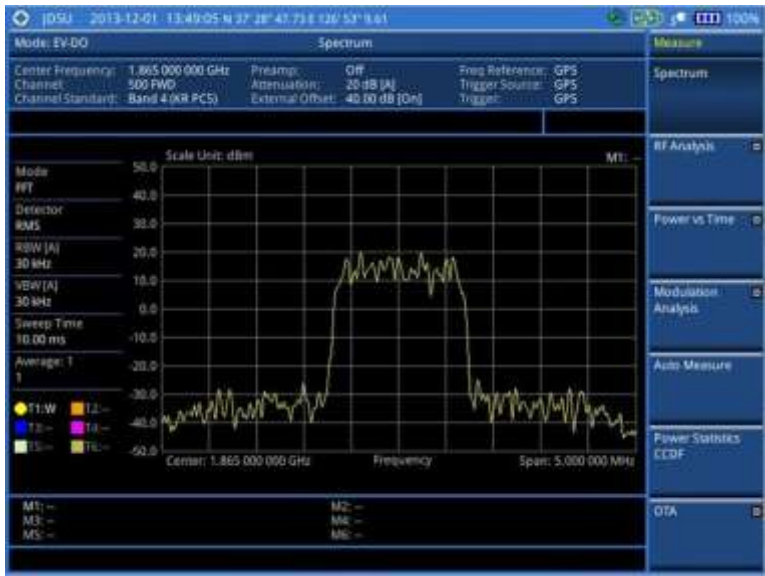 JDSU 2013-12-01 13:49:05 N 37° 28' 47.73 E 126° 53' 9.61 100%
Mode: EV-DO Spectrum Measure
Center Frequency: 1.865 000 000 GHz Preamp: Off Freq Reference: GPS
Channel: 500 FWD Attenuation: 20 dB [A] Trigger Source: GPS
Channel Standard: Band 4 (KR PCS) External Offset: 40.00 dB [On] Trigger: GPS
Spectrum
RF Analysis
Power vs Time
Modulation
Analysis
Auto Measure
Power Statistics
CCDF
OTA
Scale Unit: dBm M1: --
Mode
FFT
Detector
RMS
RBW [A]
30 kHz
VBW [A]
30 kHz
Sweep Time
10.00 ms
Average: 1
1
T1:W T2:--
T3:-- T4:--
T5:-- T6:--
50.0
40.0
30.0
20.0
10.0
0.0
-10.0
-20.0
-30.0
-40.0
-50.0
Center: 1.865 000 000 GHz Frequency Span: 5.000 000 MHz
M1: -- M2: --
M3: -- M4: --
M5: -- M6: --